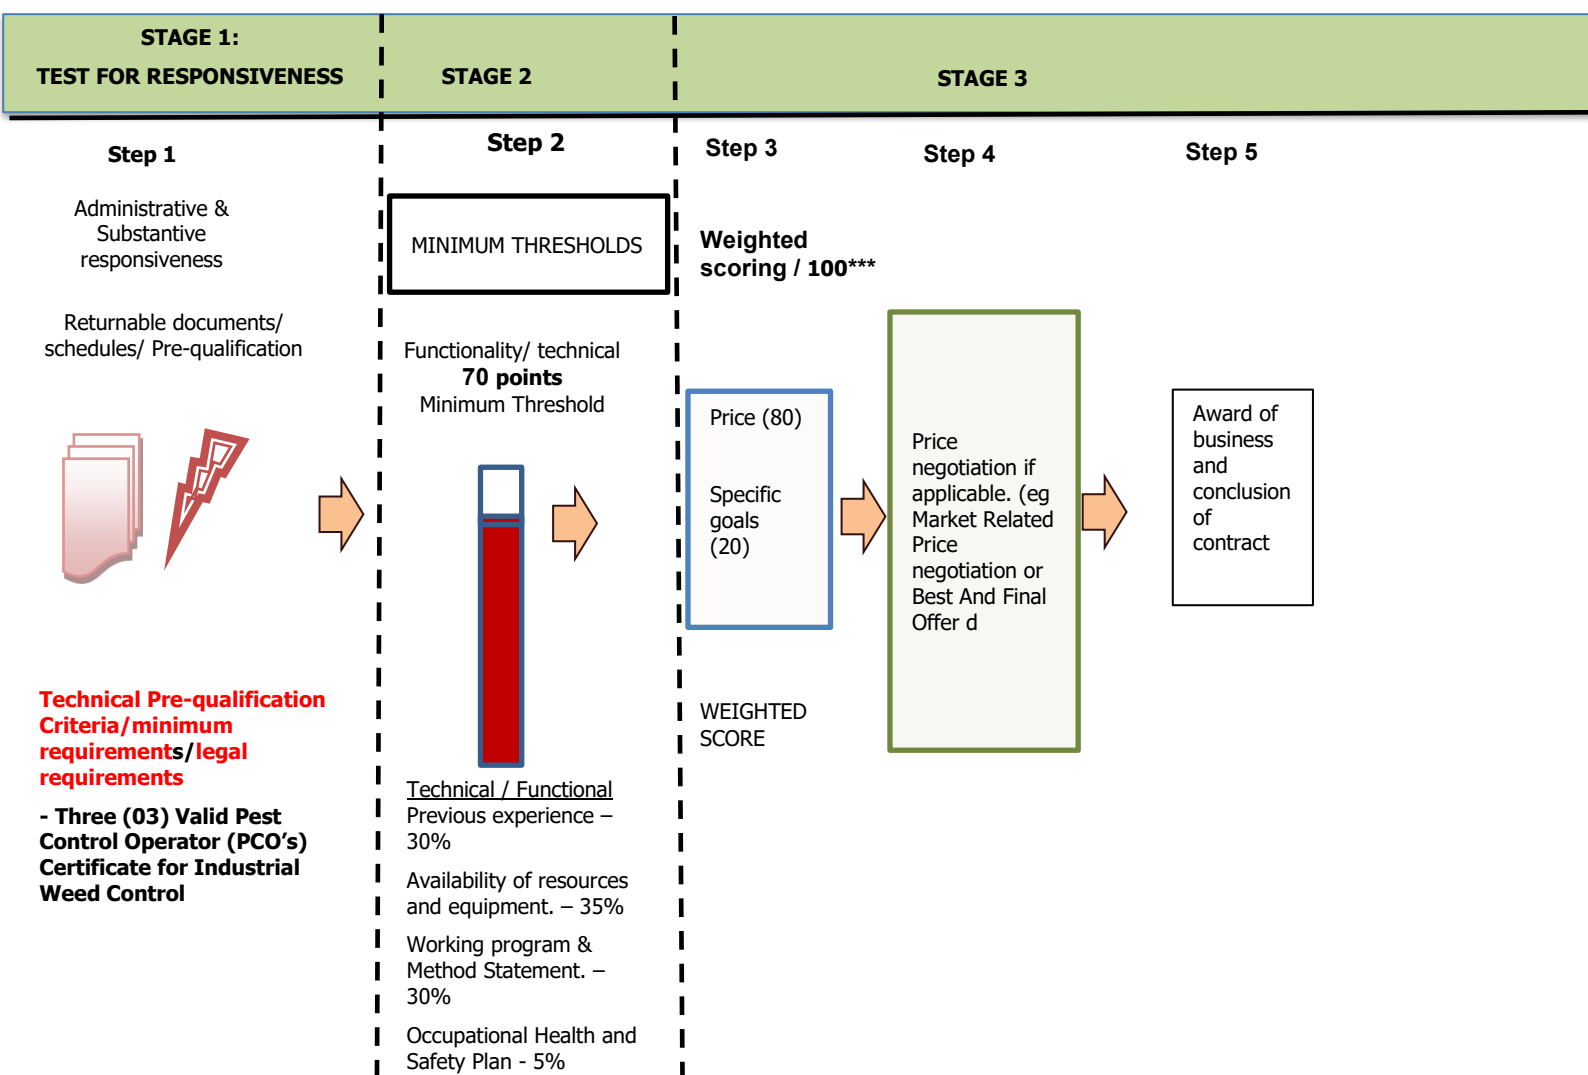 STAGE 1:
TEST FOR RESPONSIVENESS
STAGE 2
STAGE 3
Step 1
Administrative &
Substantive
responsiveness
Returnable documents/
schedules/ Pre-qualification
Technical Pre-qualification
Criteria/minimum
requirements/legal
requirements
- Three (03) Valid Pest
Control Operator (PCO’s)
Certificate for Industrial
Weed Control
Step 2
MINIMUM THRESHOLDS
Functionality/ technical
70 points
Minimum Threshold
Technical / Functional
Previous experience –
30%
Availability of resources
and equipment. – 35%
Working program &
Method Statement. –
30%
Occupational Health and
Safety Plan - 5%
Step 3
Weighted
scoring / 100***
Price (80)
Specific
goals
(20)
WEIGHTED
SCORE
Step 4
Price
negotiation if
applicable. (eg
Market Related
Price
negotiation or
Best And Final
Offer d
Step 5
Award of
business
and
conclusion
of
contract